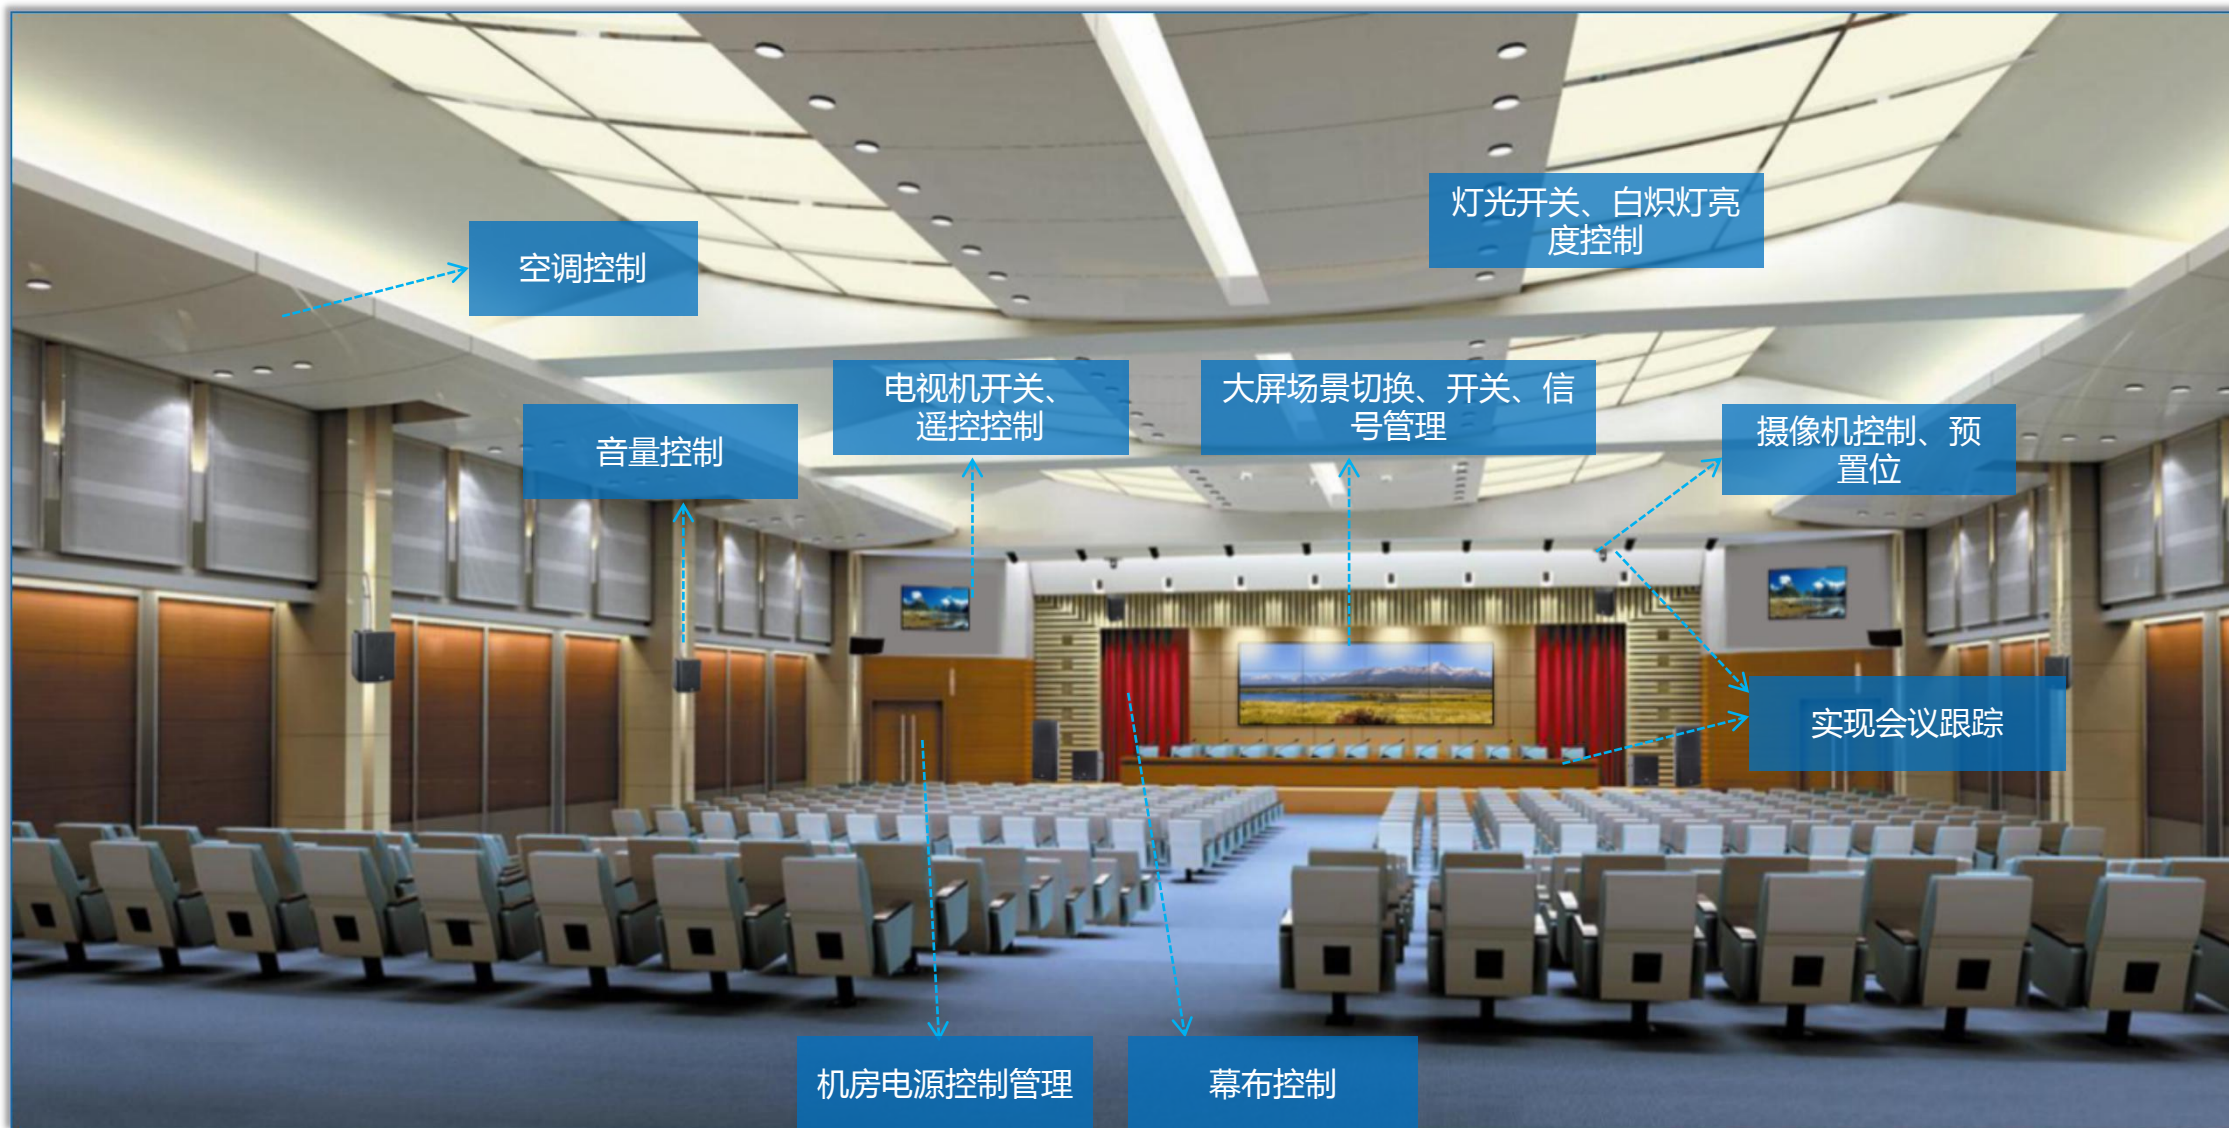 灯光开关、白炽灯亮
度控制
空调控制
电视机开关、
遥控控制
大屏场景切换、开关、信
号管理
音量控制
摄像机控制、预
置位
实现会议跟踪
机房电源控制管理
幕布控制